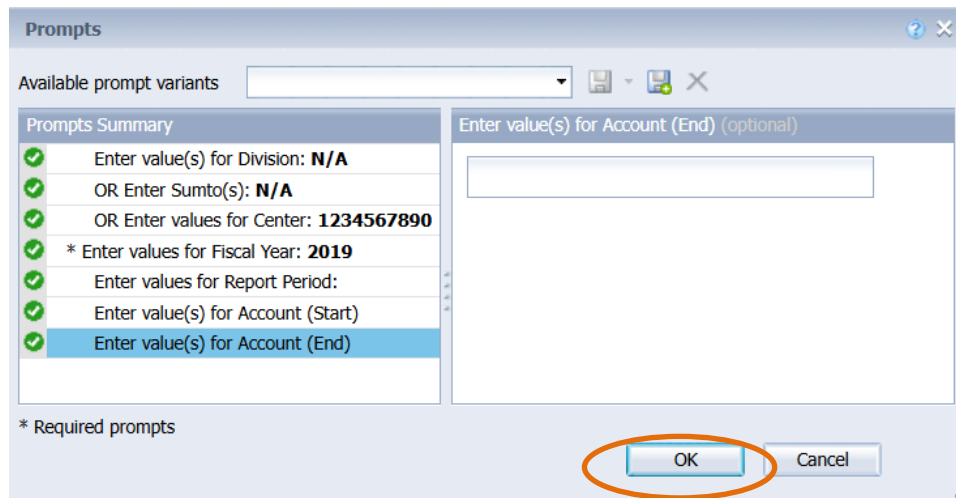 Prompts
Available prompt variants
Prompts Summary
Enter value(s) for Division: N/A
OR Enter Sumto(s): N/A
OR Enter values for Center: 1234567890
* Enter values for Fiscal Year: 2019
Enter values for Report Period:
Enter value(s) for Account (Start)
Enter value(s) for Account (End)
Enter value(s) for Account (End) (optional)
* Required prompts
OK
Cancel